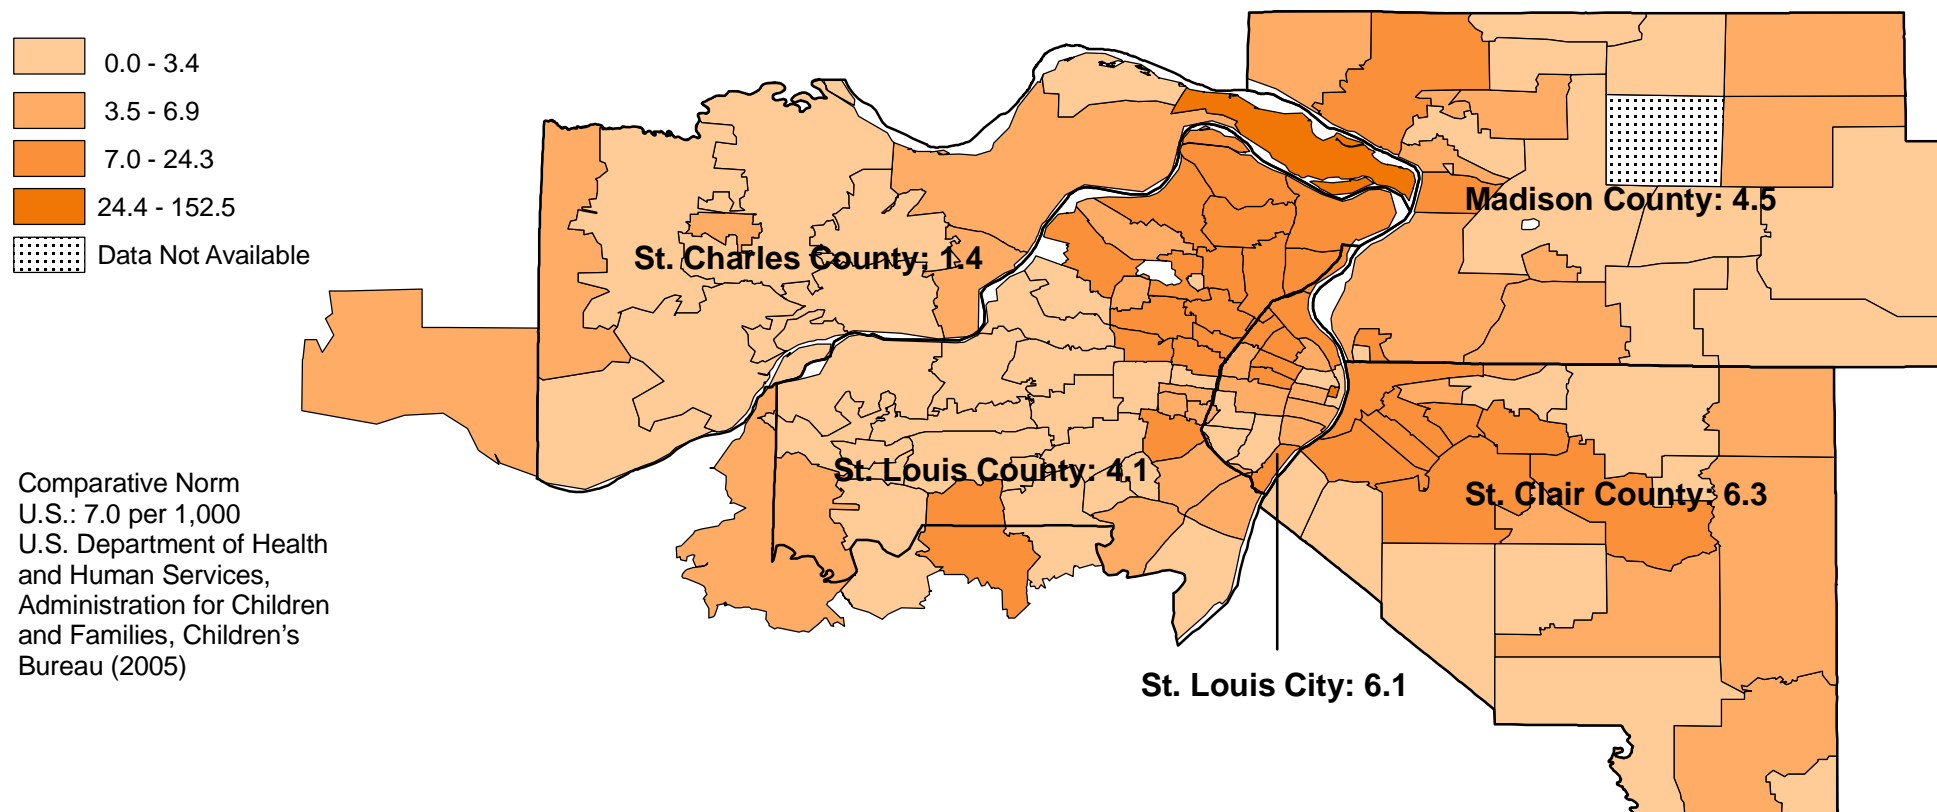 0.0 - 3.4
3.5 - 6.9
7.0 - 24.3
24.4 - 152.5
Data Not Available
Madison County: 4.5
St. Charles County: 1.4
St. Louis County: 4.1
St. Clair County: 6.3
St. Louis City: 6.1
Comparative Norm
U.S.: 7.0 per 1,000
U.S. Department of Health
and Human Services,
Administration for Children
and Families, Children’s
Bureau (2005)